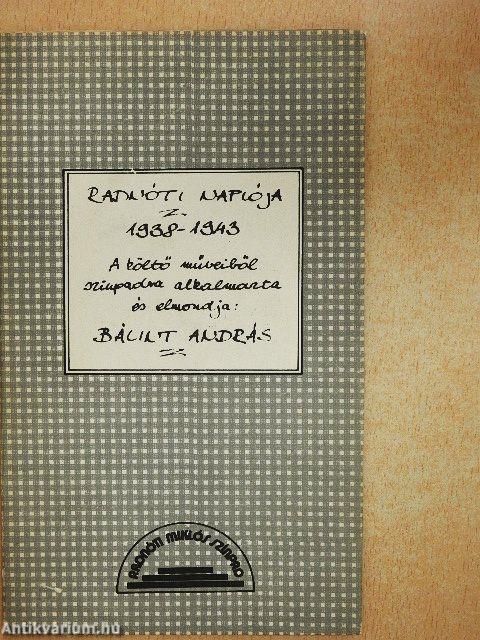 RADNÓTI NAPLÓJA
1938-1943
A költő műveiből
színpadra alkalmazta
és elmondja:
BÁLINT ANDRÁS
RADNÓTI MIKLÓS SZÍNPAD
Antikvarium.hu